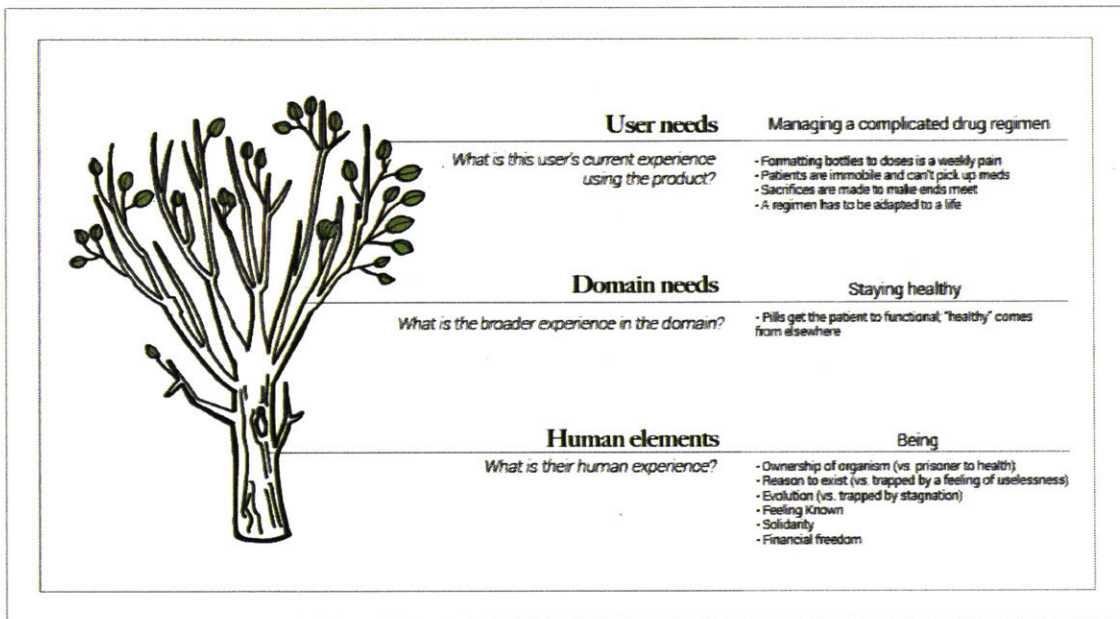 User needs
Managing a complicated drug regimen
What is this user's current experience
using the product?
- Formatting bottles to doses is a weekly pain
- Patients are immobile and can't pick up meds
- Sacrifices are made to make ends meet
- A regimen has to be adapted to a life
Domain needs
Staying healthy
What is the broader experience in the domain?
- Pills get the patient to functional; "healthy" comes
from elsewhere
Human elements
Being
What is their human experience?
- Ownership of organism (vs. prisoner to health)
- Reason to exist (vs. trapped by a feeling of uselessness)
- Evolution (vs. trapped by stagnation)
- Feeling Known
- Solidarity
- Financial freedom